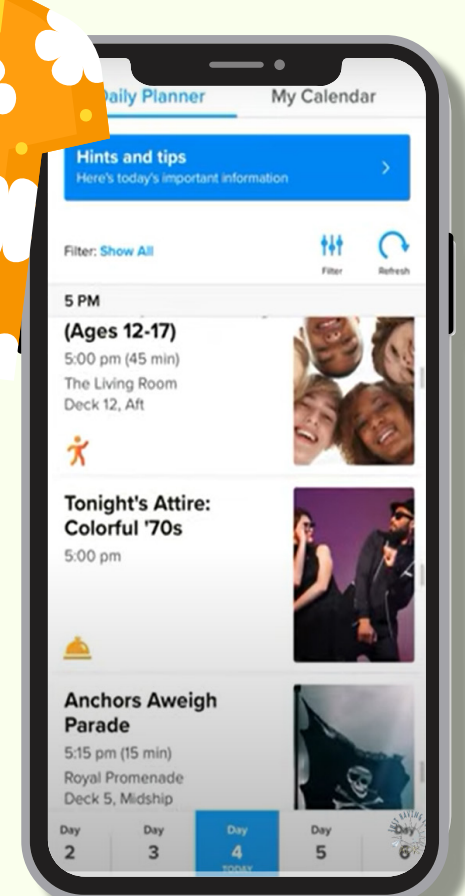 Daily Planner
My Calendar
Hints and tips
Here's today's important information
Filter: Show All
Filter
Refresh
5 PM
(Ages 12-17)
5:00 pm (45 min)
The Living Room
Deck 12, Aft
Tonight's Attire:
Colorful '70s
5:00 pm
Anchors Aweigh
Parade
5:15 pm (15 min)
Royal Promenade
Deck 5, Midship
Day
2
Day
3
Day
4
TODAY
Day
5
Day
6